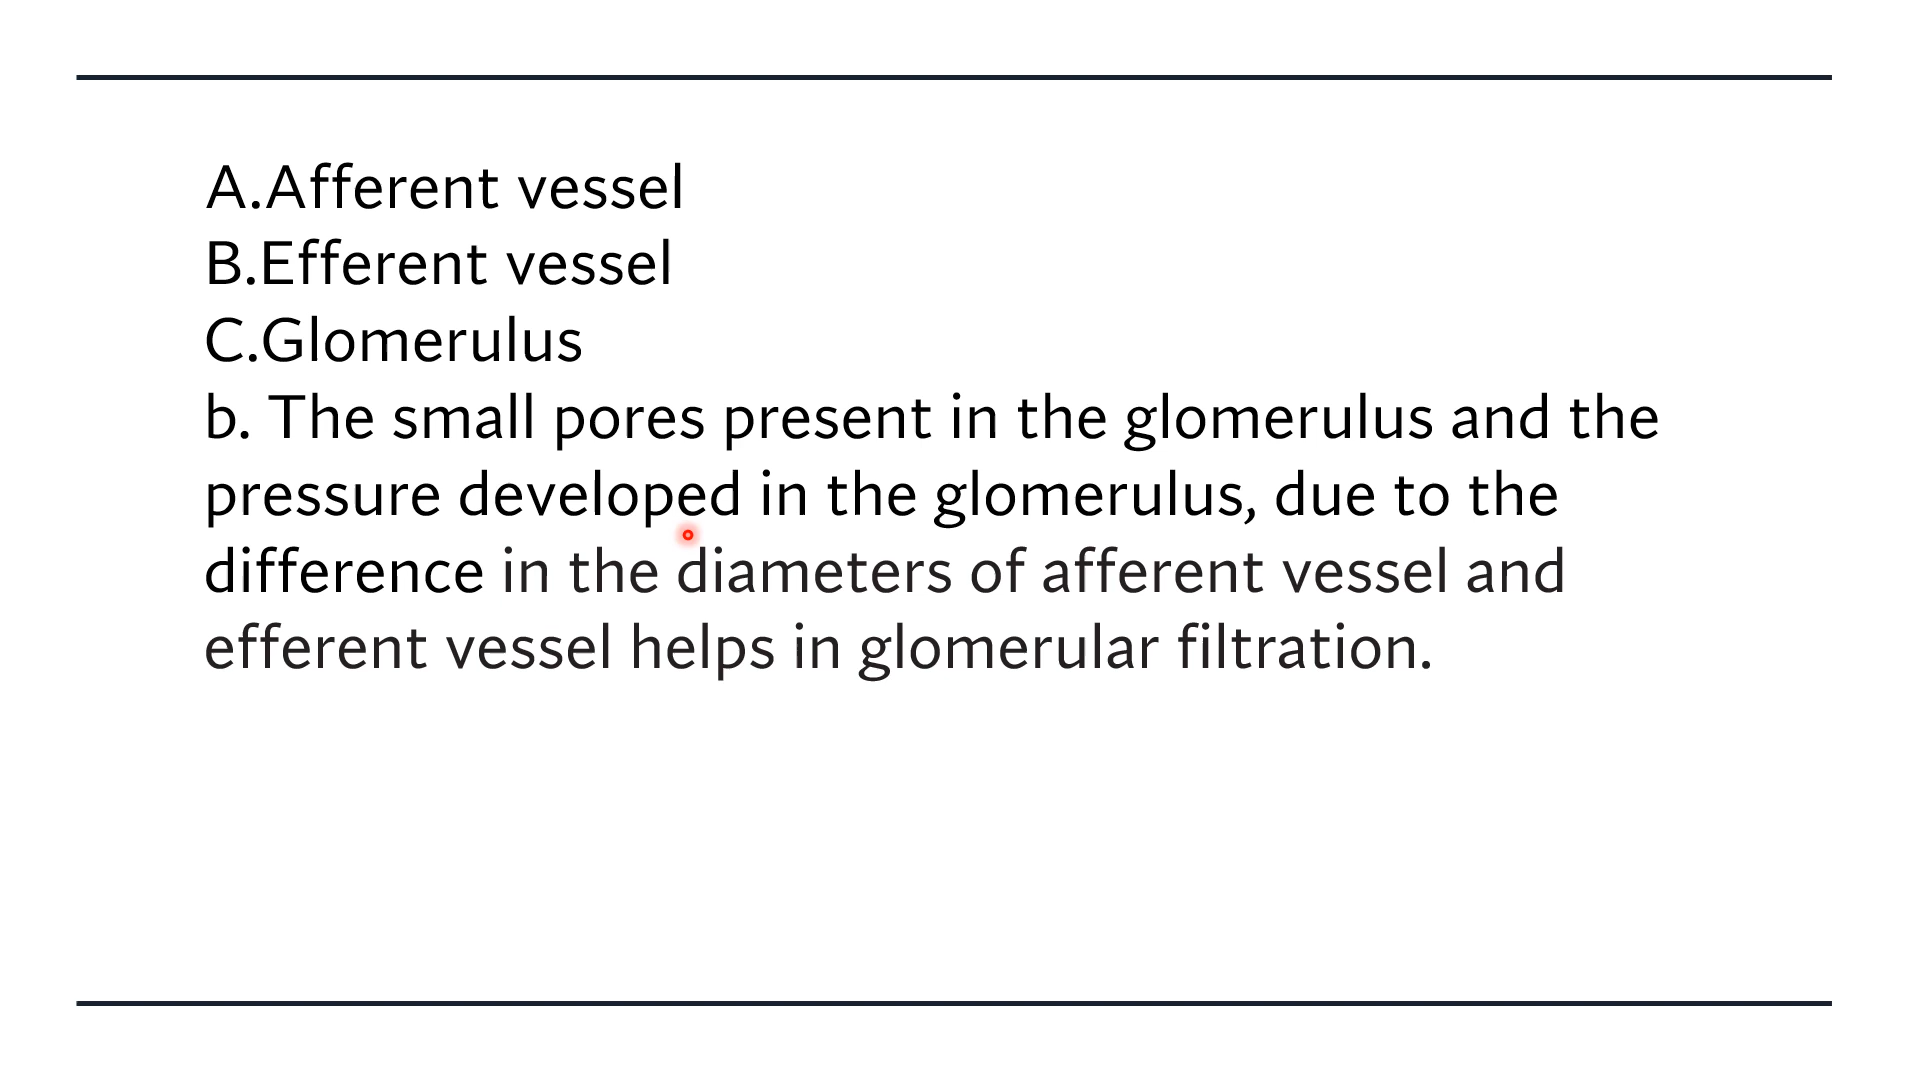 A.Afferent vessel
B.Efferent vessel
C.Glomerulus
b. The small pores present in the glomerulus and the
pressure developed in the glomerulus, due to the
difference in the diameters of afferent vessel and
efferent vessel helps in glomerular filtration.